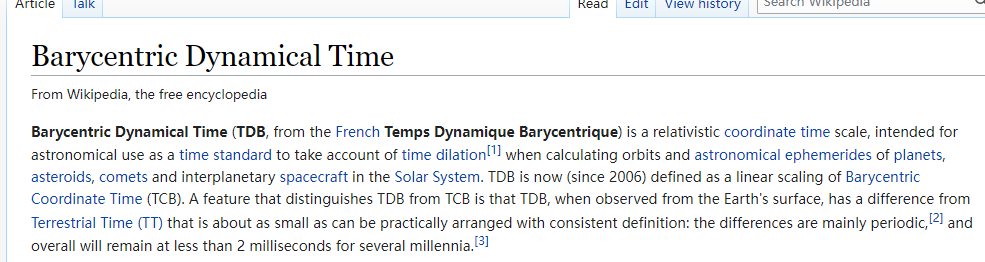 Article Talk Read Edit View history Search Wikipedia
Barycentric Dynamical Time
From Wikipedia, the free encyclopedia
Barycentric Dynamical Time (TDB, from the French Temps Dynamique Barycentrique) is a relativistic coordinate time scale, intended for
astronomical use as a time standard to take account of time dilation[1] when calculating orbits and astronomical ephemerides of planets,
asteroids, comets and interplanetary spacecraft in the Solar System. TDB is now (since 2006) defined as a linear scaling of Barycentric
Coordinate Time (TCB). A feature that distinguishes TDB from TCB is that TDB, when observed from the Earth's surface, has a difference from
Terrestrial Time (TT) that is about as small as can be practically arranged with consistent definition: the differences are mainly periodic,[2] and
overall will remain at less than 2 milliseconds for several millennia.[3]